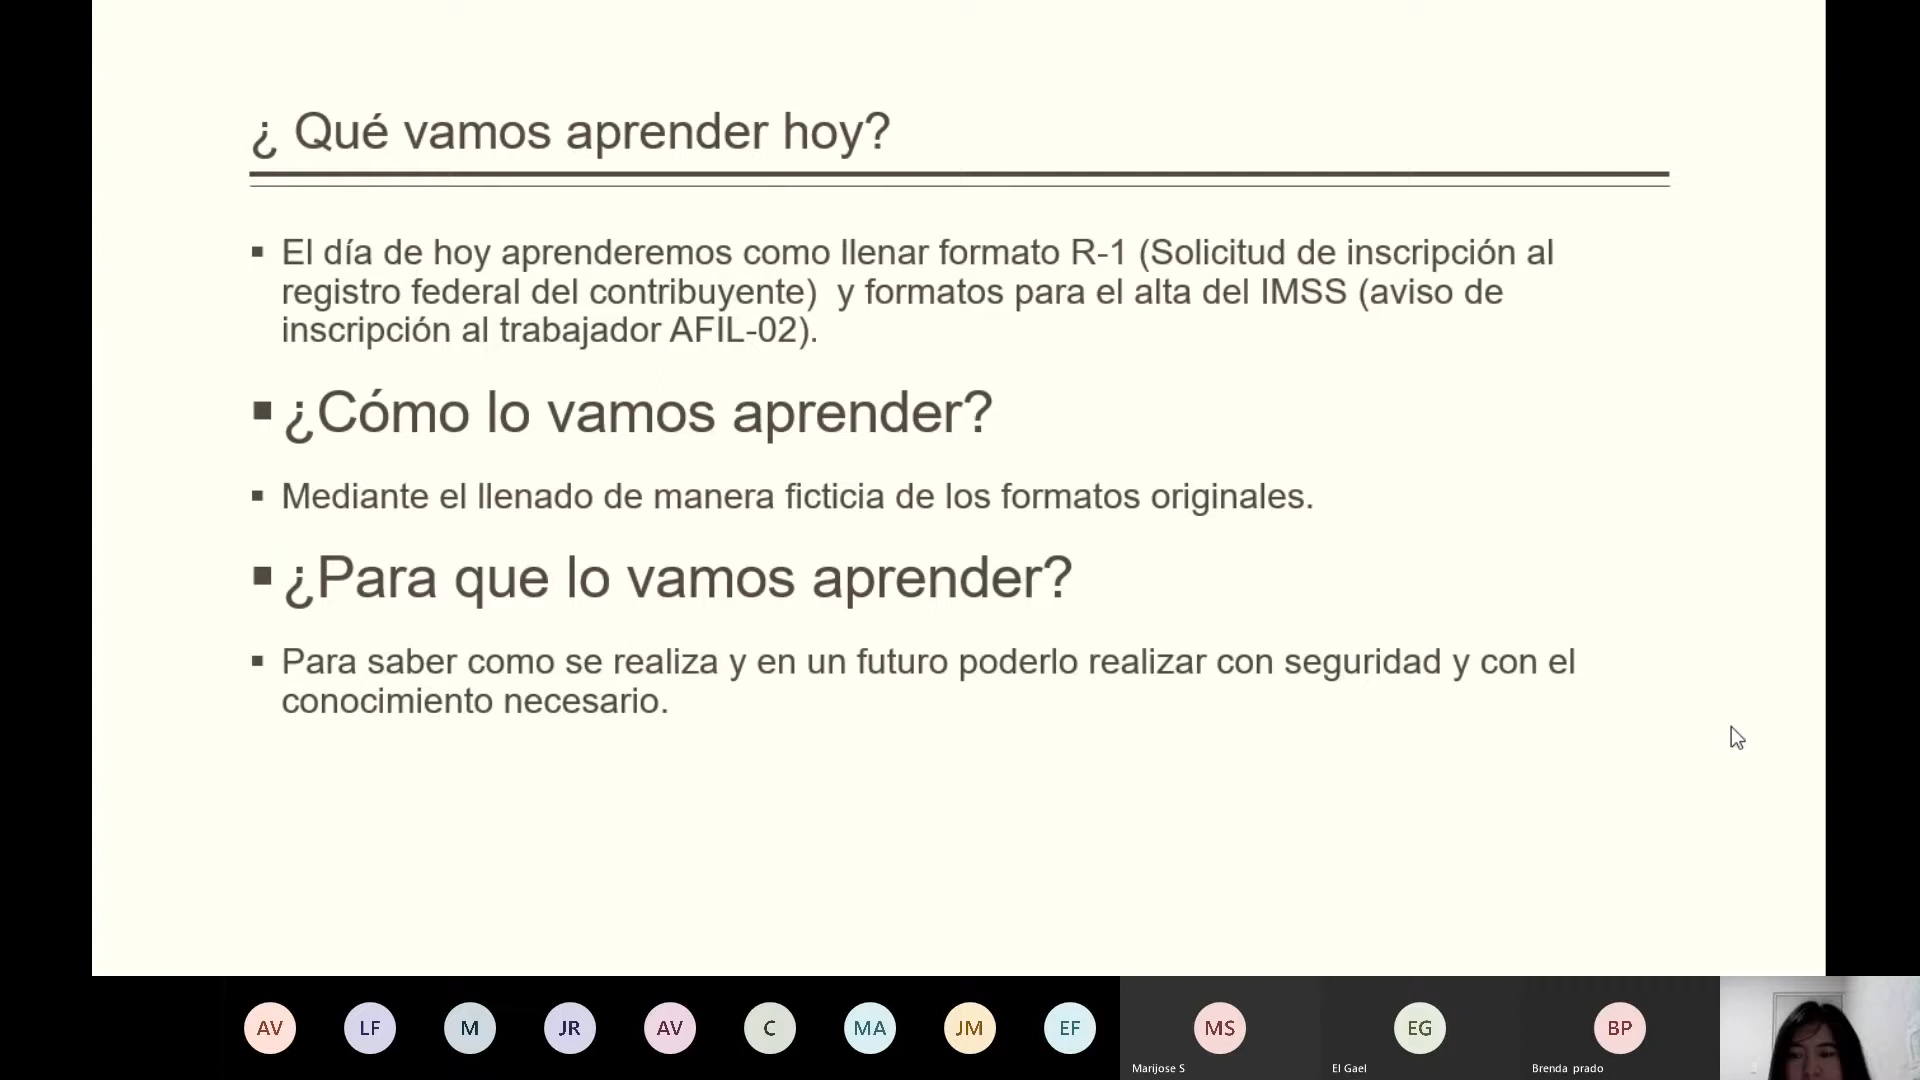 ¿ Qué vamos aprender hoy?
▪ El día de hoy aprenderemos como llenar formato R-1 (Solicitud de inscripción al
registro federal del contribuyente)  y formatos para el alta del IMSS (aviso de
inscripción al trabajador AFIL-02).
▪ ¿Cómo lo vamos aprender?
▪ Mediante el llenado de manera ficticia de los formatos originales.
▪ ¿Para que lo vamos aprender?
▪ Para saber como se realiza y en un futuro poderlo realizar con seguridad y con el
conocimiento necesario.
AV LF M JR AV C MA JM EF MS EG BP
Marijose S El Gael Brenda prado